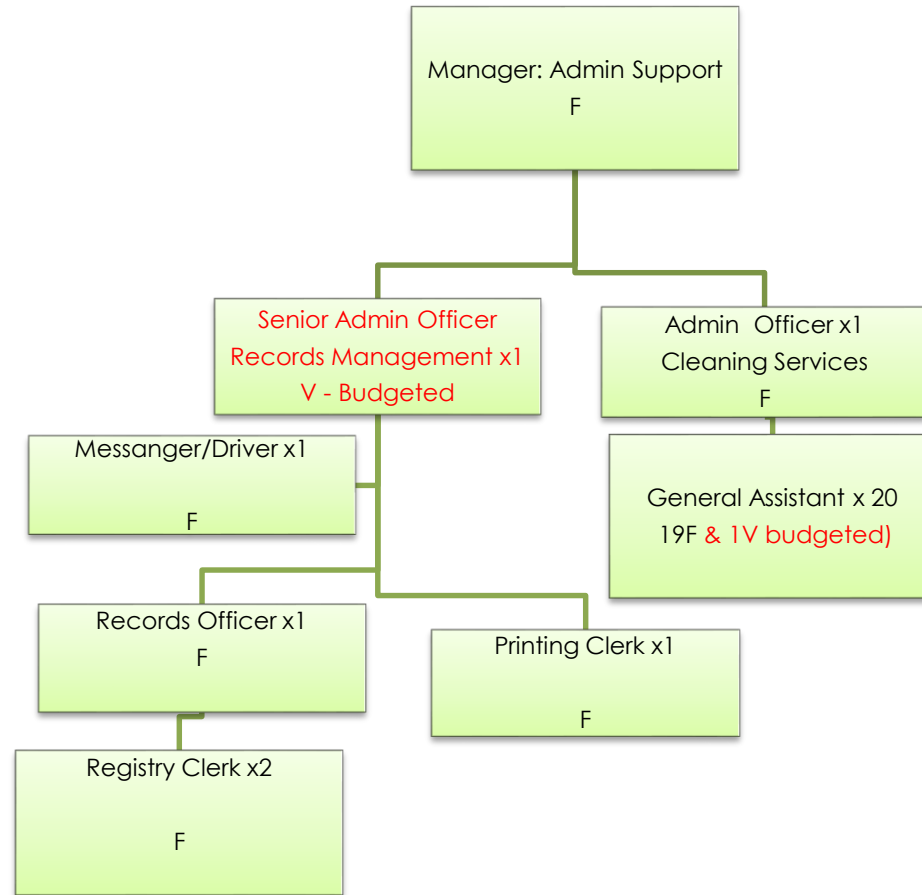 Manager: Admin Support
F
Senior Admin Officer
Records Management x1
V - Budgeted
Admin Officer x1
Cleaning Services
F
Messanger/Driver x1
F
General Assistant x 20
19F & 1V budgeted)
Records Officer x1
F
Printing Clerk x1
F
Registry Clerk x2
F